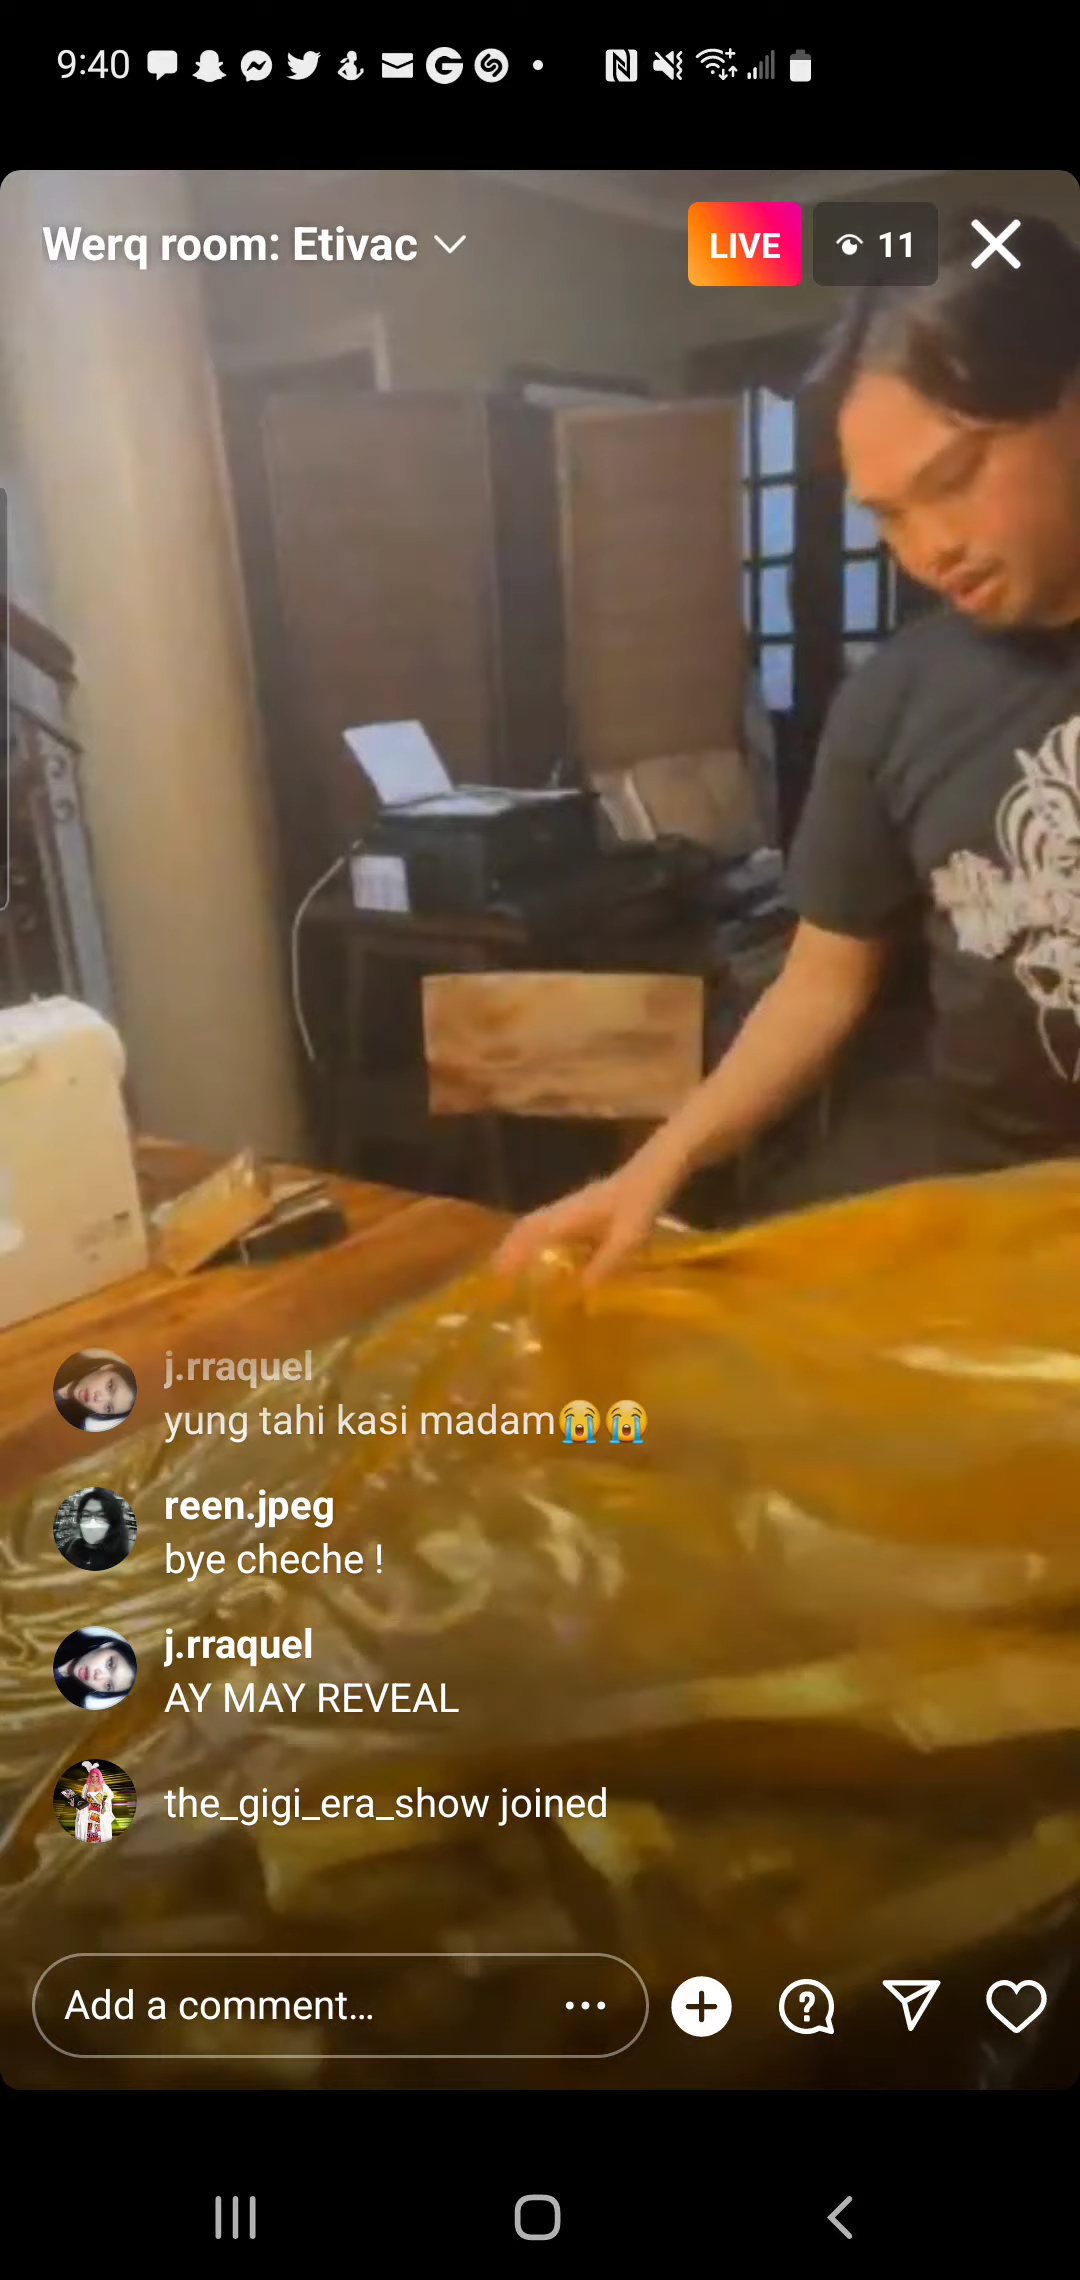 9:40
Werq room: Etivac
LIVE
11
j.rraquel
yung tahi kasi madam😭😭
reen.jpeg
bye cheche !
j.rraquel
AY MAY REVEAL
the_gigi_era_show joined
Add a comment...